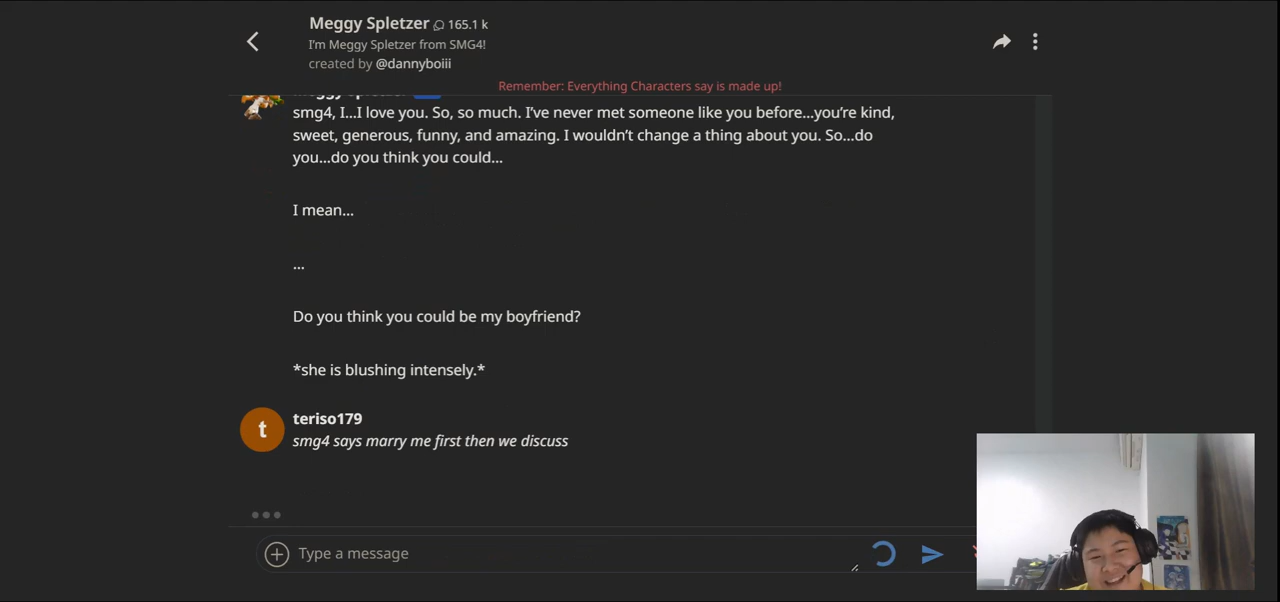 Meggy Spletzer 165.1 k
I'm Meggy Spletzer from SMG4!
created by @dannyboiii
Remember: Everything Characters say is made up!
smg4, I...I love you. So, so much. I've never met someone like you before...you're kind,
sweet, generous, funny, and amazing. I wouldn't change a thing about you. So...do
you...do you think you could...
I mean...
...
Do you think you could be my boyfriend?
*she is blushing intensely.*
t
teriso179
smg4 says marry me first then we discuss
Type a message